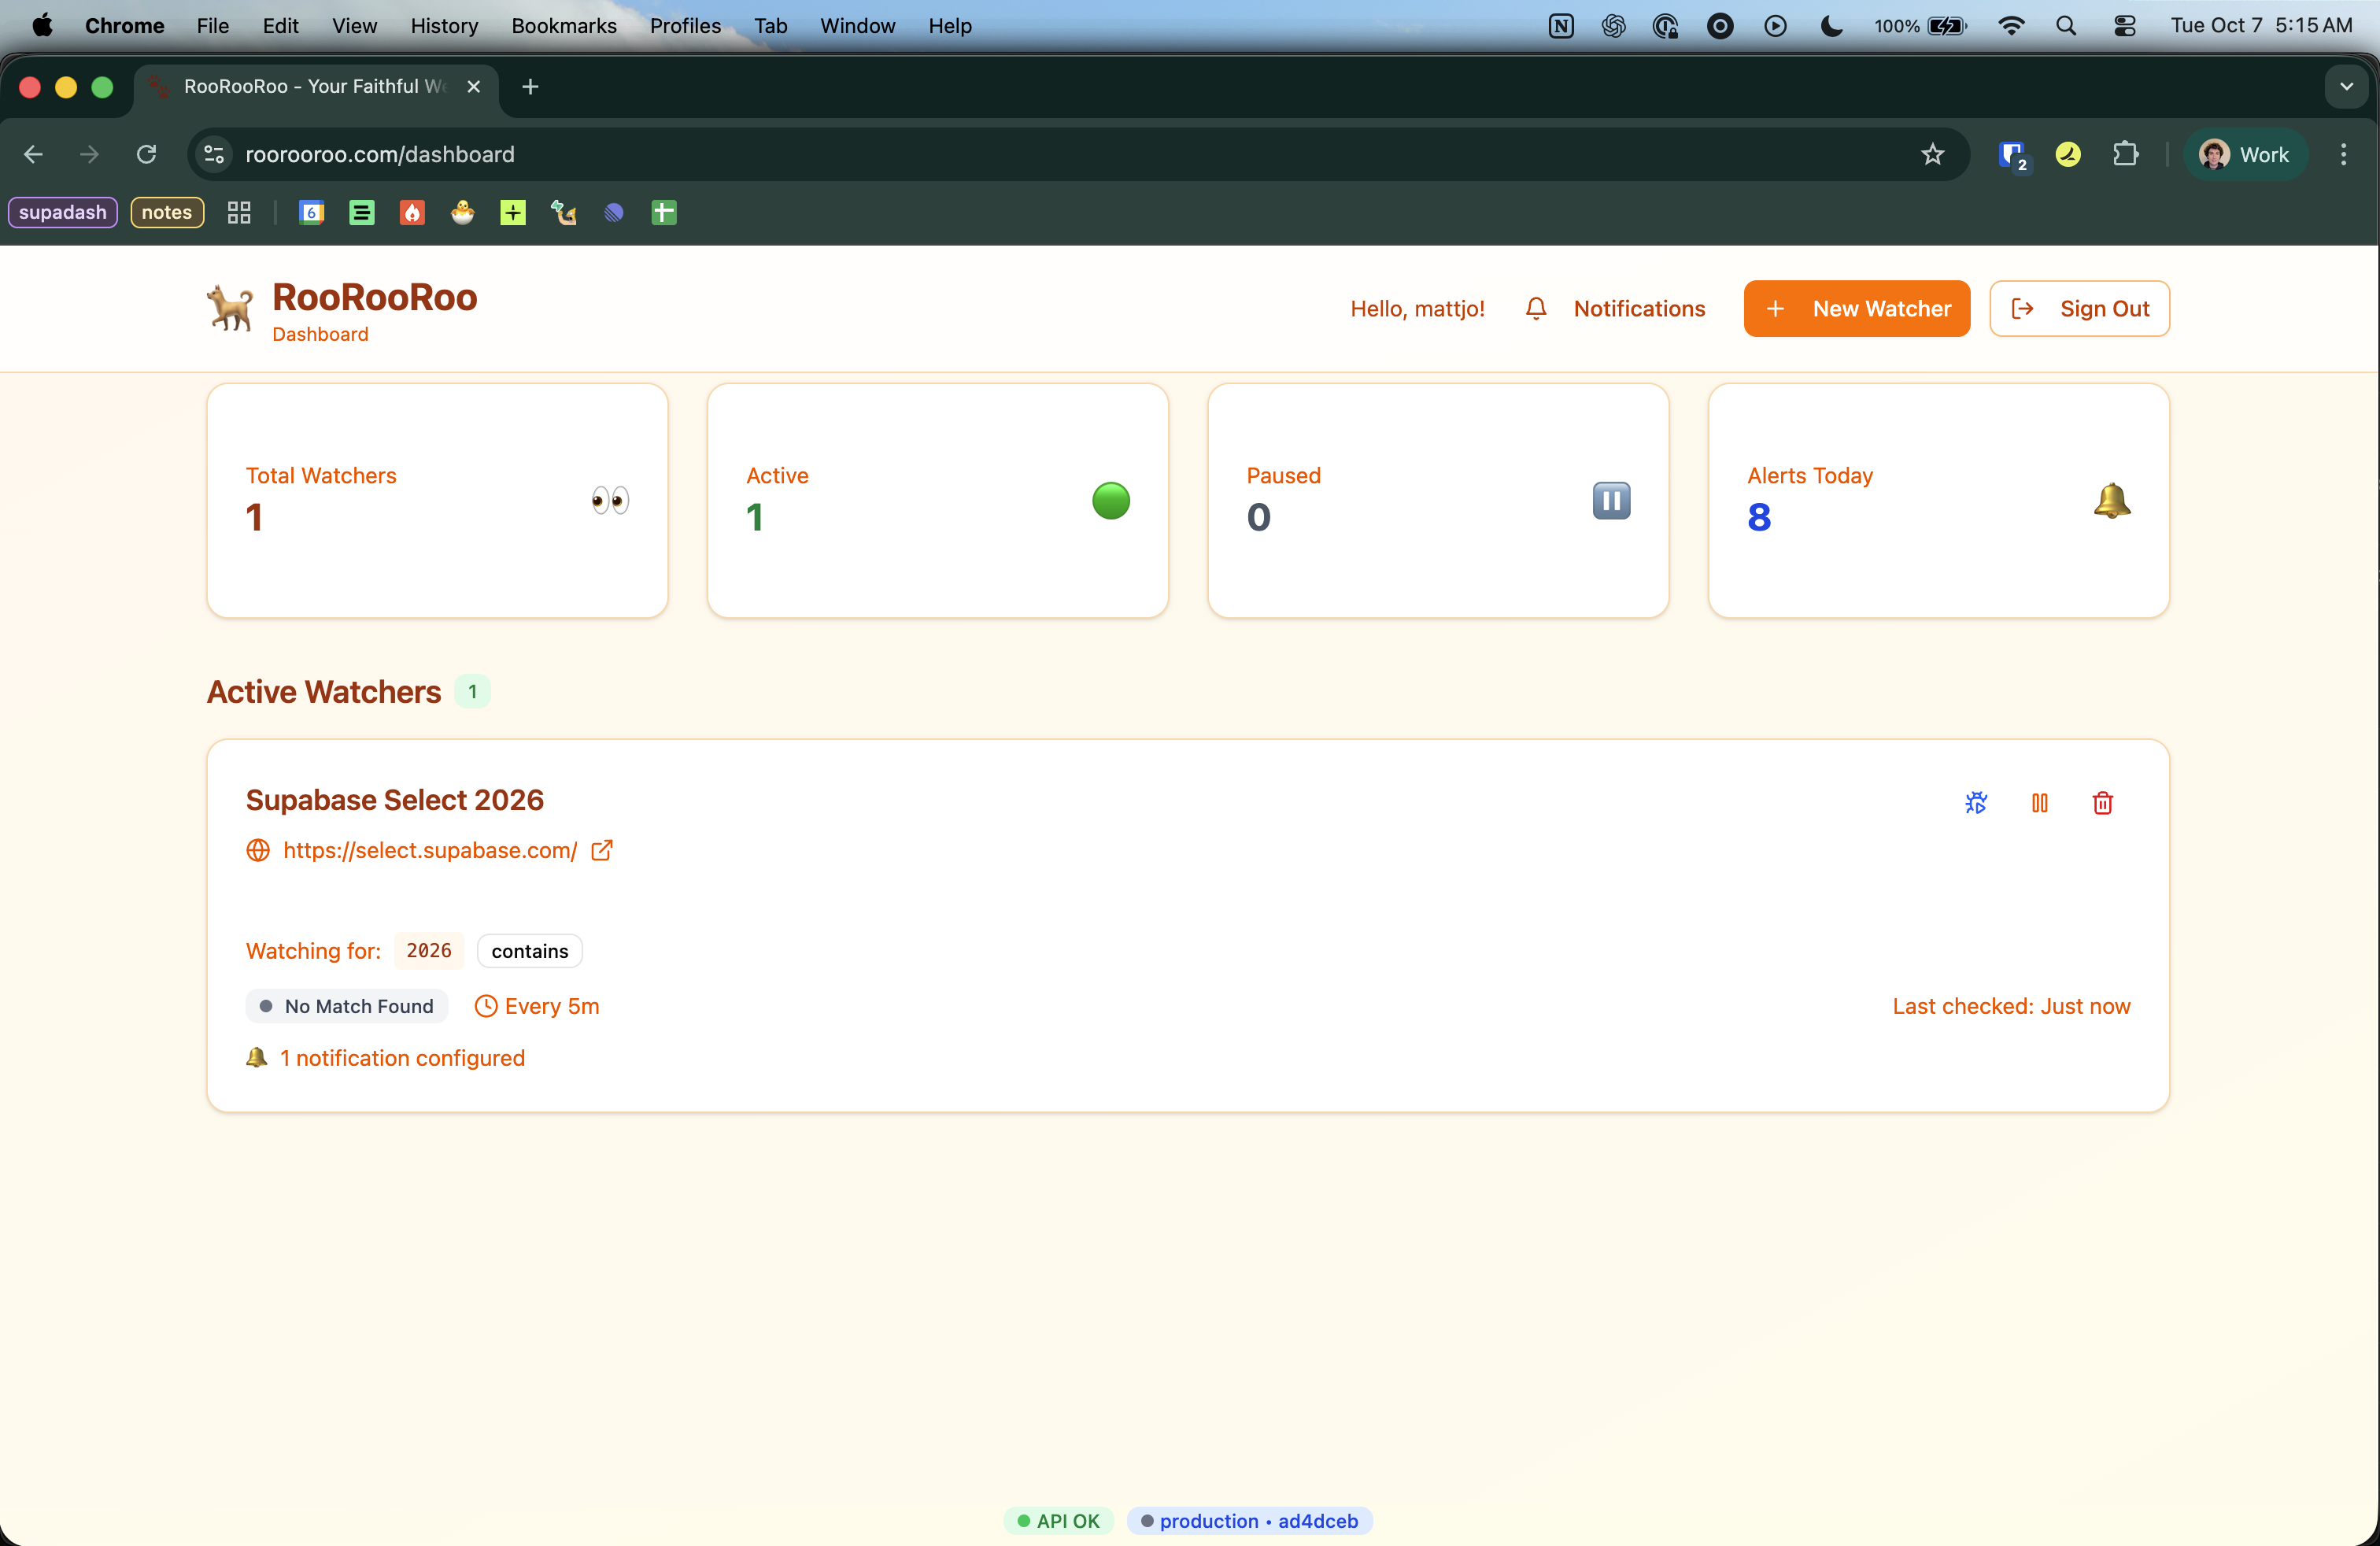 Chrome File Edit View History Bookmarks Profiles Tab Window Help 100% Tue Oct 7 5:15 AM
RooRooRoo - Your Faithful We
roorooroo.com/dashboard 2 Work
supadash notes 6
RooRooRoo
Dashboard
Hello, mattjo! Notifications + New Watcher Sign Out
Total Watchers
1
Active
1
Paused
0
Alerts Today
8
Active Watchers 1
Supabase Select 2026
https://select.supabase.com/
Watching for: 2026 contains
No Match Found Every 5m Last checked: Just now
1 notification configured
API OK production • ad4dceb